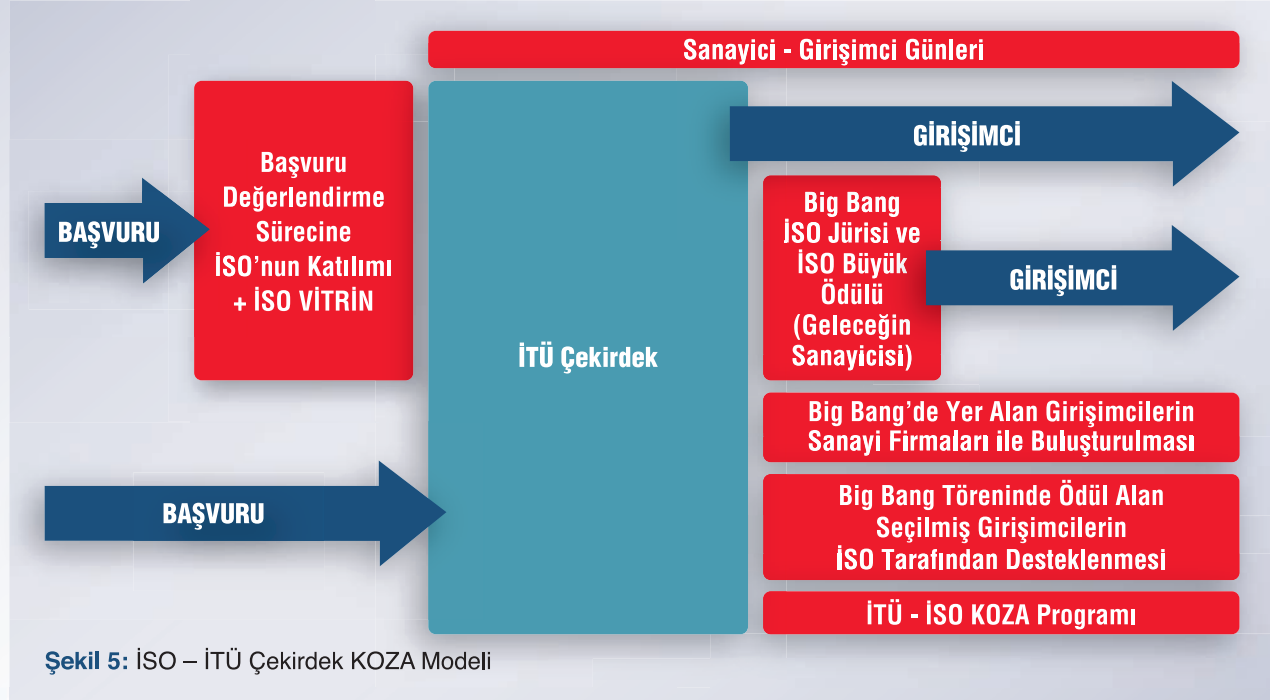 Sanayici - Girişimci Günleri
BAŞVURU
Başvuru
Değerlendirme
Sürecine
İSO’nun Katılımı
+ İSO VİTRİN
BAŞVURU
İTÜ Çekirdek
GİRİŞİMCİ
Big Bang
İSO Jürisi ve
İSO Büyük
Ödülü
(Geleceğin
Sanayicisi)
GİRİŞİMCİ
Big Bang’de Yer Alan Girişimcilerin
Sanayi Firmaları ile Buluşturulması
Big Bang Töreninde Ödül Alan
Seçilmiş Girişimcilerin
İSO Tarafından Desteklenmesi
İTÜ - İSO KOZA Programı
Şekil 5: İSO – İTÜ Çekirdek KOZA Modeli